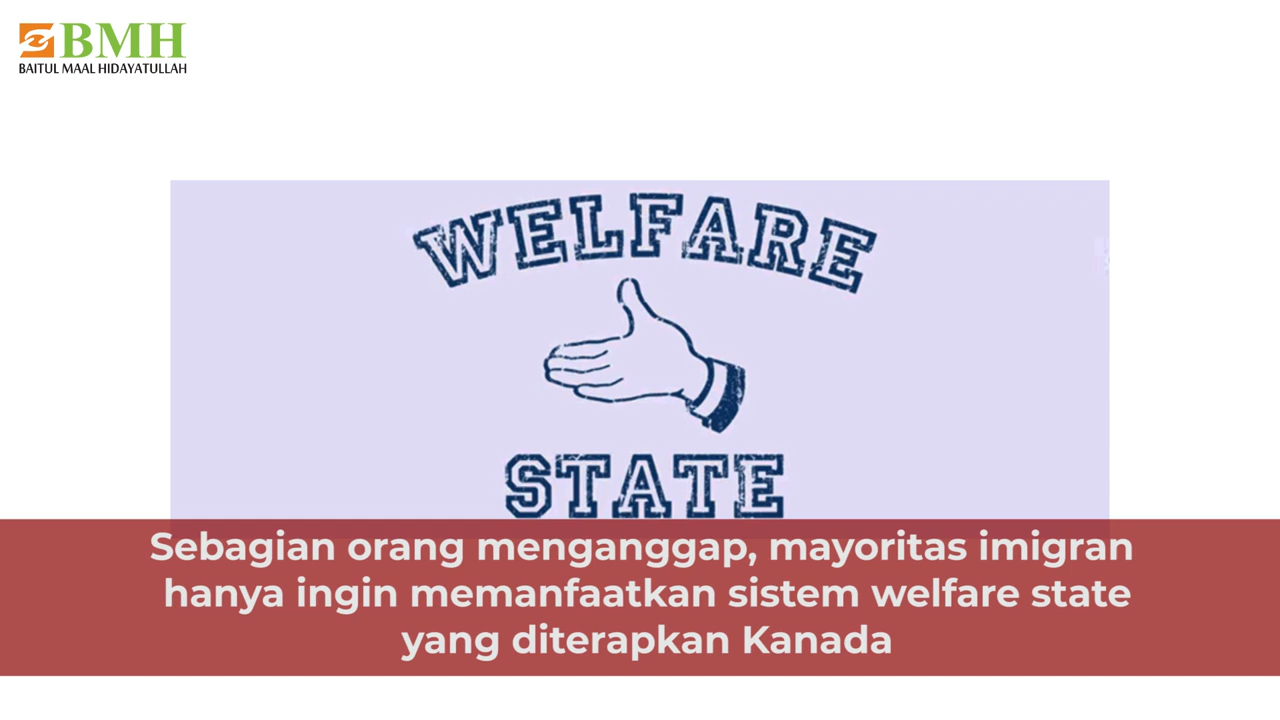 BMH
BAITUL MAAL HIDAYATULLAH
WELFARE
STATE
Sebagian orang menganggap, mayoritas imigran
hanya ingin memanfaatkan sistem welfare state
yang diterapkan Kanada